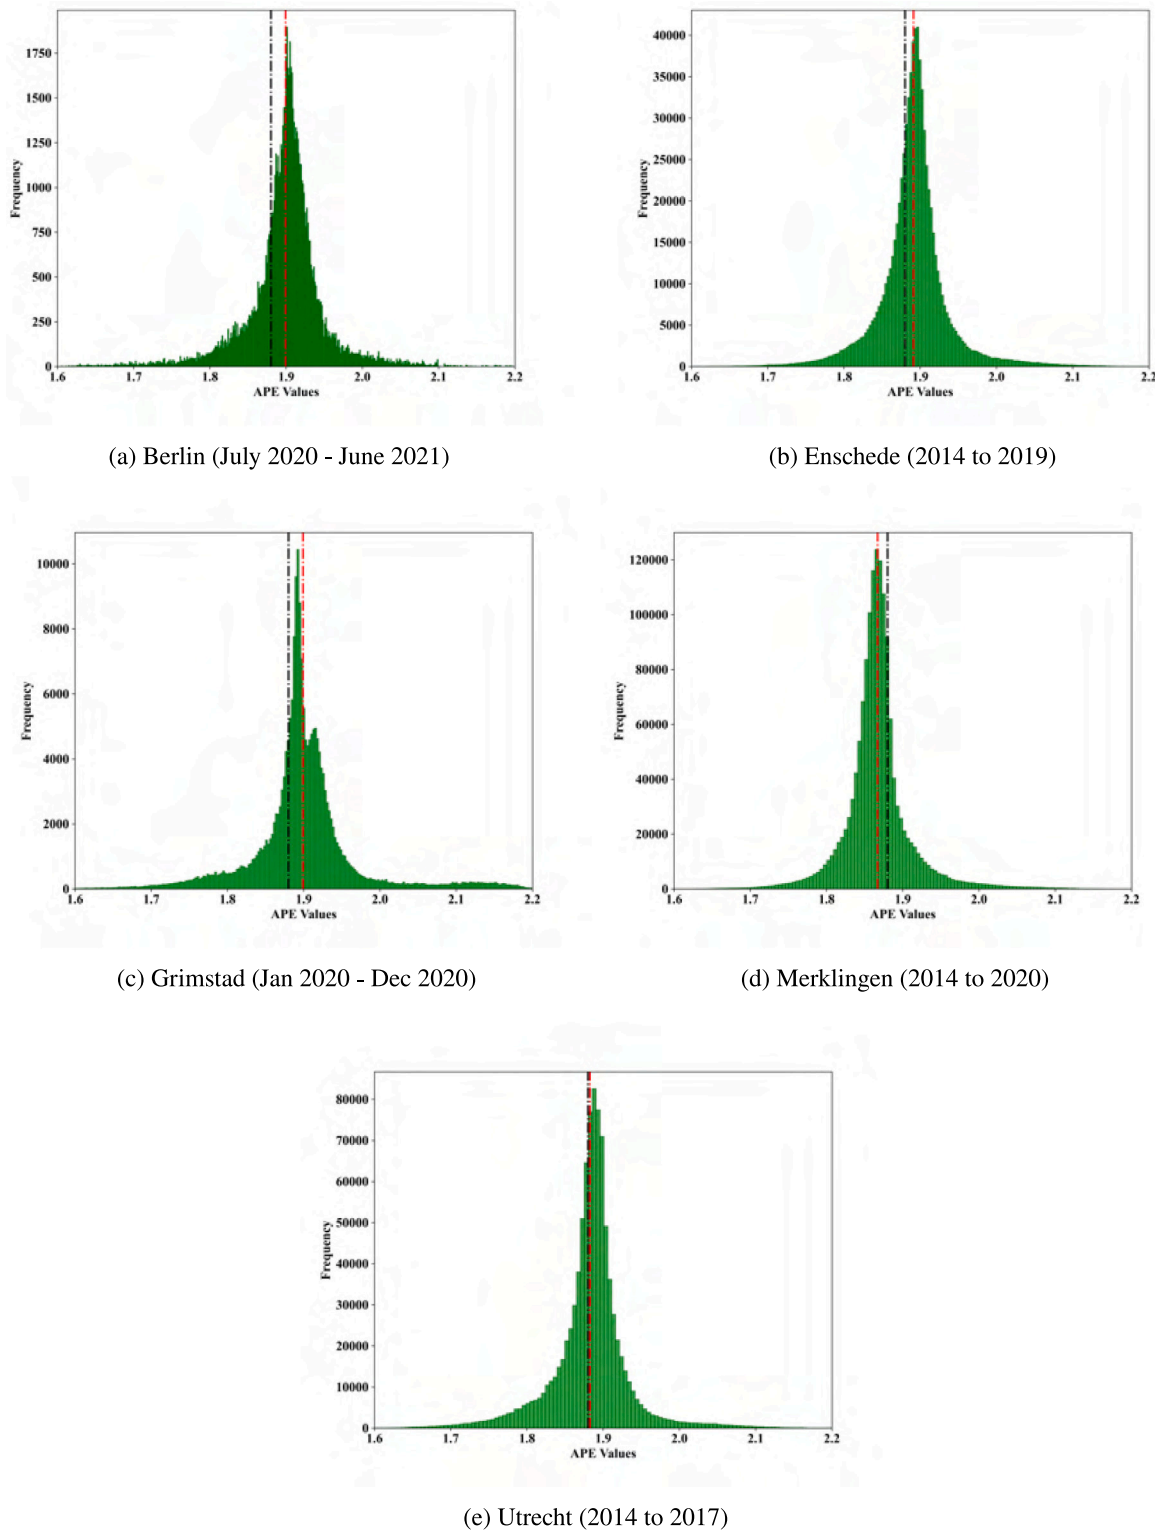 1750
1500
1250
1000
750
500
250
0
Frequency
1.6 1.7 1.8 1.9 2.0 2.1 2.2
APE Values
(a) Berlin (July 2020 - June 2021)
40000
35000
30000
25000
20000
15000
10000
5000
0
Frequency
1.6 1.7 1.8 1.9 2.0 2.1 2.2
APE Values
(b) Enschede (2014 to 2019)
10000
8000
6000
4000
2000
0
Frequency
1.6 1.7 1.8 1.9 2.0 2.1 2.2
APE Values
(c) Grimstad (Jan 2020 - Dec 2020)
120000
100000
80000
60000
40000
20000
0
Frequency
1.6 1.7 1.8 1.9 2.0 2.1 2.2
APE Values
(d) Merklingen (2014 to 2020)
80000
70000
60000
50000
40000
30000
20000
10000
0
Frequency
1.6 1.7 1.8 1.9 2.0 2.1 2.2
APE Values
(e) Utrecht (2014 to 2017)